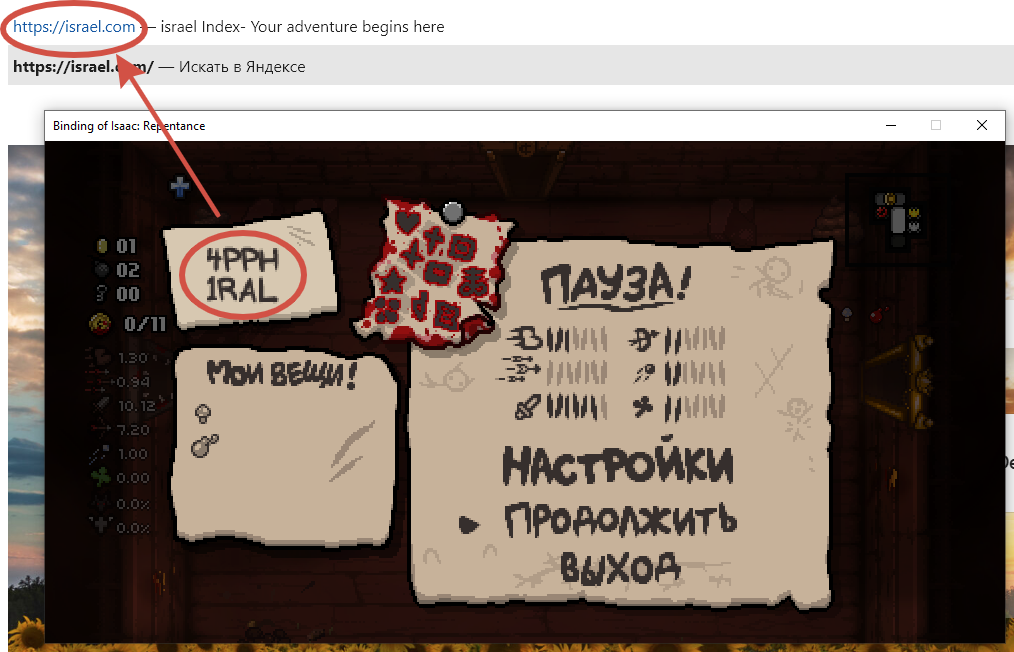 https://israel.com — israel Index- Your adventure begins here
https://israel.com/ — Искать в Яндексе
Binding of Isaac: Repentance
4PPH
1RAL
ПАУЗА!
01
02
00
0/11
1.30
+0.94
10.12
7.20
1.00
0.00
0.0%
0.0%
МОИ ВЕЩИ!
НАСТРОЙКИ
ПРОДОЛЖИТЬ
ВЫХОД